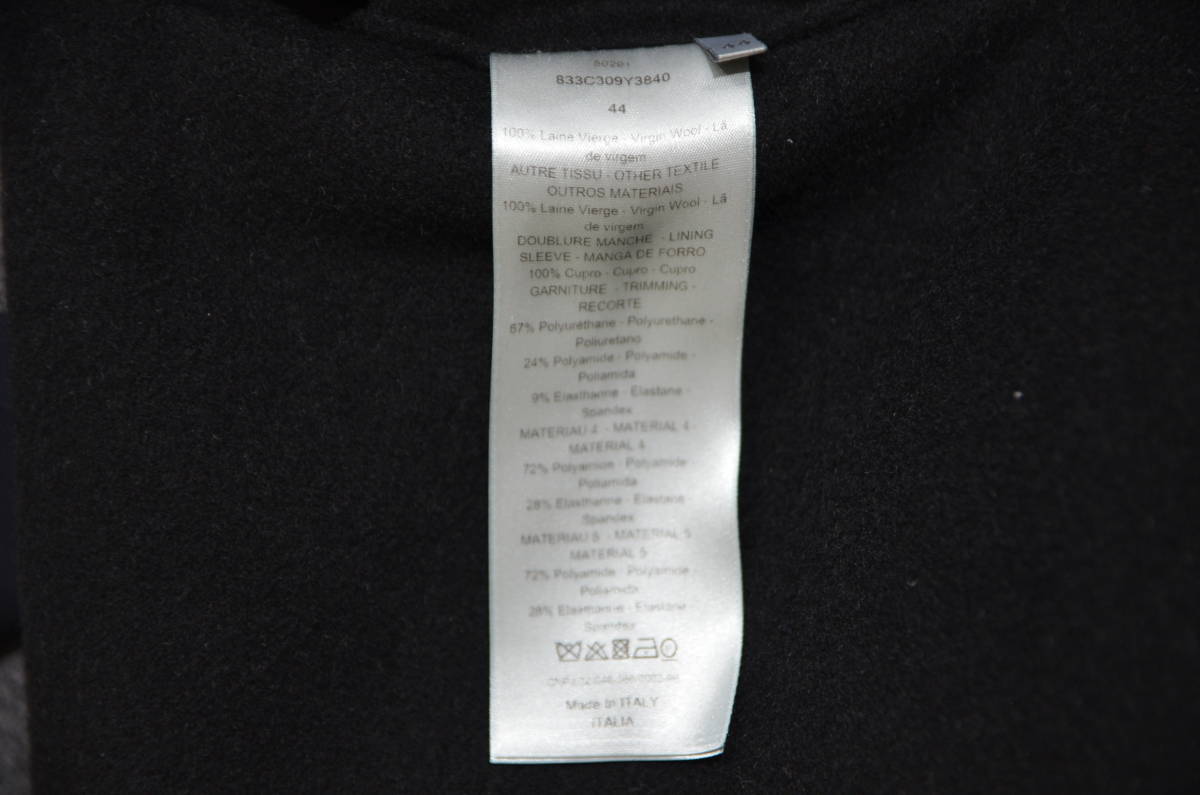 44
833C309Y3840
44
100% Laine Vierge - Virgin Wool - Lã
de virgem
AUTRE TISSU - OTHER TEXTILE
OUTROS MATERIAIS
100% Laine Vierge - Virgin Wool - Lã
de virgem
DOUBLURE MANCHE - LINING
SLEEVE - MANGA DE FORRO
100% Cupro - Cupro - Cupro
GARNITURE - TRIMMING -
RECORTE
67% Polyuréthane - Polyurethane -
Poliuretano
24% Polyamide - Polyamide -
Poliamida
9% Elasthanne - Elastane -
Spandex
MATERIAU 4 - MATERIAL 4 -
MATERIAL 4
72% Polyamide - Polyamide -
Poliamida
28% Elasthanne - Elastane -
Spandex
MATERIAU 5 - MATERIAL 5
MATERIAL 5
72% Polyamide - Polyamide -
Poliamida
28% Elasthanne - Elastane -
Spandex
Made in ITALY
ITALIA